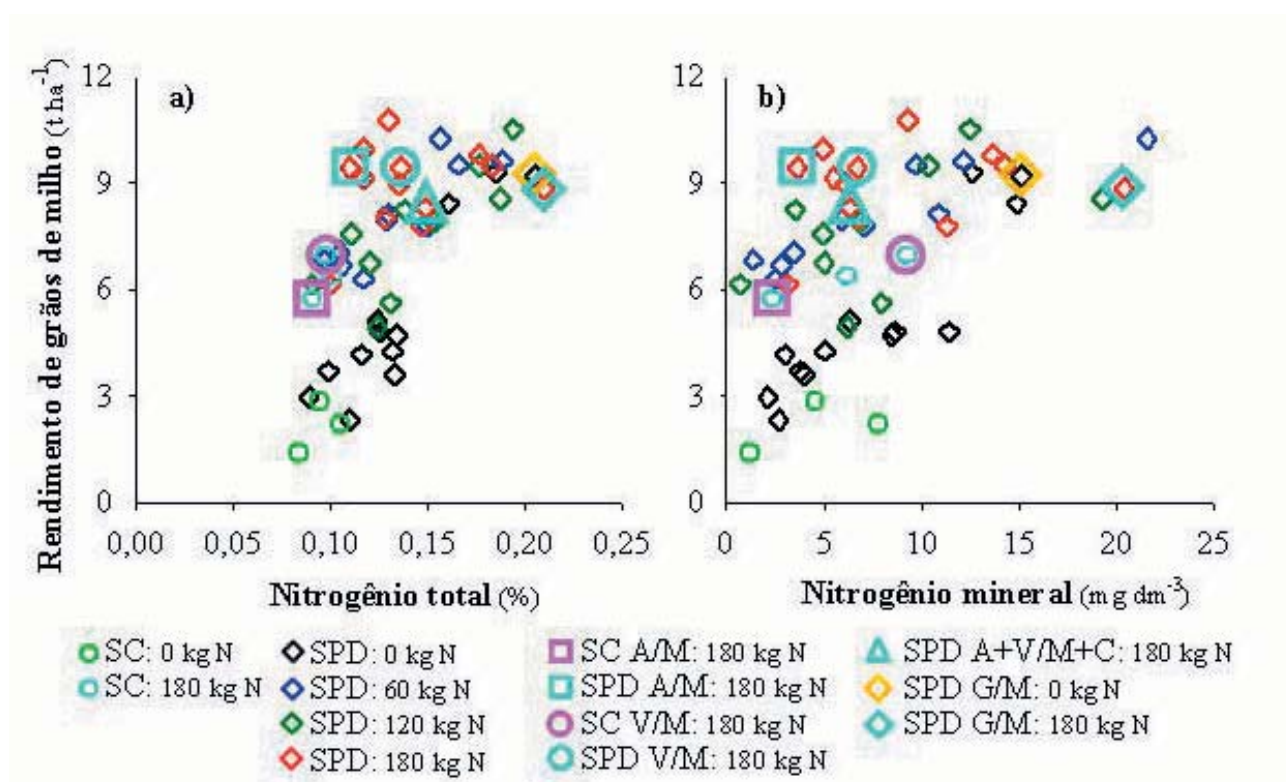 Rendimento de grãos de milho (t ha-1)
12
9
6
3
0
a)
0,00 0,05 0,10 0,15 0,20 0,25
Nitrogênio total (%)
12
9
6
3
0
b)
0 5 10 15 20 25
Nitrogênio mineral (mg dm-3)
SC: 0 kg N
SC: 180 kg N
SPD: 0 kg N
SPD: 60 kg N
SPD: 120 kg N
SPD: 180 kg N
SC A/M: 180 kg N
SPD A/M: 180 kg N
SC V/M: 180 kg N
SPD V/M: 180 kg N
SPD A+V/M+C: 180 kg N
SPD G/M: 0 kg N
SPD G/M: 180 kg N